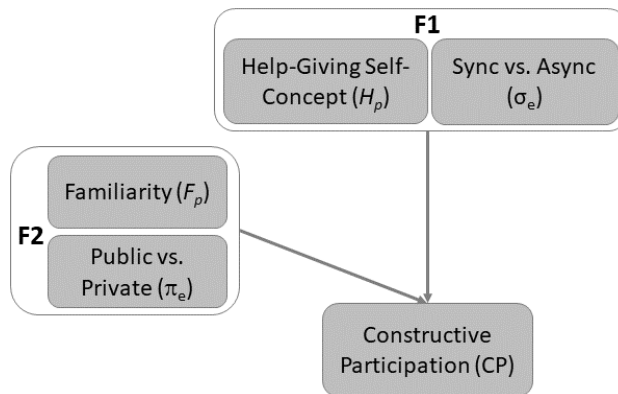 F1
Help-Giving Self-
Concept (Hp)
Sync vs. Async
(σe)
F2
Familiarity (Fp)
Public vs.
Private (πe)
Constructive
Participation (CP)